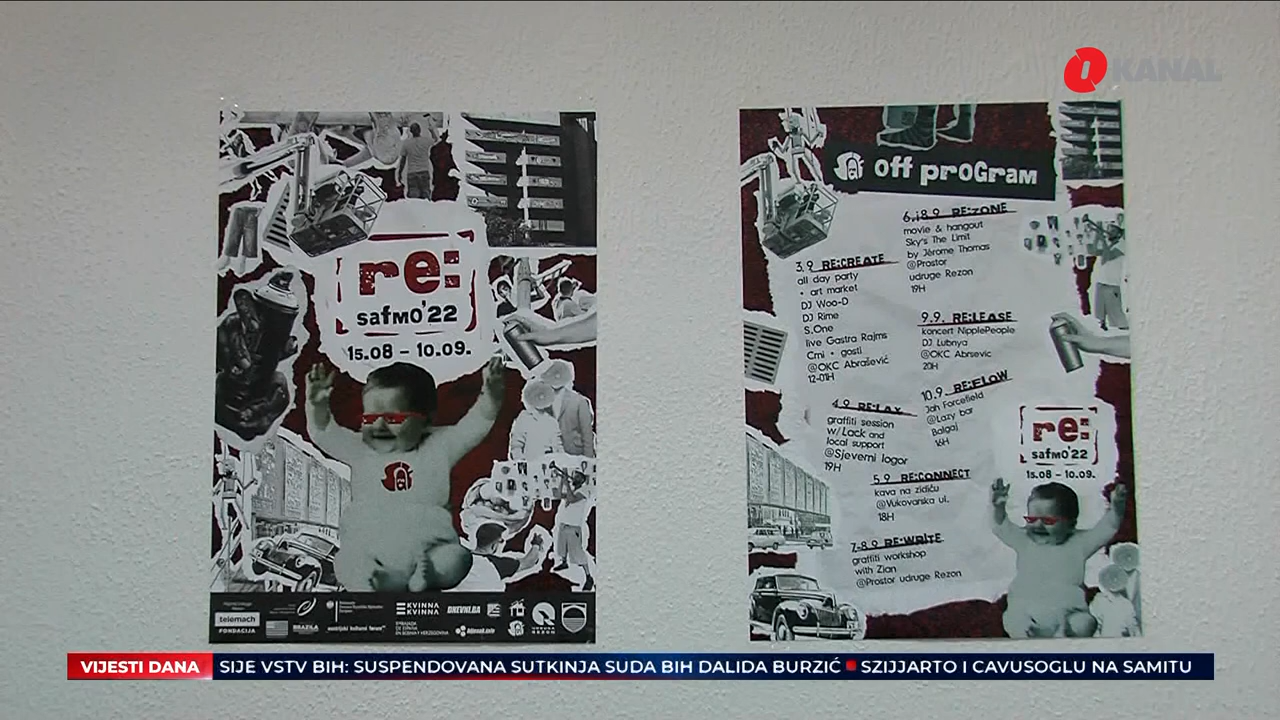 O KANAL
re:
safMO'22
15.08 – 10.09.
telemach
FONDACIJA
BRAZILA
KVINNA
KVINNA
DNEVNI.BA
UDRUGA
REZON
off proGram
6.i8.9. RE:ZONE
movie & hangout
Sky's The Limit
by Jérome Thomas
@Prostor
udruge Rezon
19H
3.9 RE:CREATE
all day party
+ art market
DJ Woo-D
DJ Rime
S.One
live Gastra Rajms
Crni + gosti
@OKC Abrašević
12-01H
9.9. RE:LEASE
koncert NipplePeople
DJ Lubnya
@OKC Abrsevic
20H
4.9 RE:LAX
graffiti session
w/ Lack and
local support
@Sjeverni logor
19H
10.9 RE:FLOW
Jah Forcefield
@Lazy bar
Balgaj
16H
5.9 RE:CONNECT
kava na zidiću
@Vukovarska ul.
18H
7-8.9. RE:WRITE
graffiti workshop
with Zian
@Prostor udruge Rezon
re:
safMO'22
15.08 – 10.09.
VIJESTI DANA
SIJE VSTV BIH: SUSPENDOVANA SUTKINJA SUDA BIH DALIDA BURZIĆ SZIJJARTO I CAVUSOGLU NA SAMITU